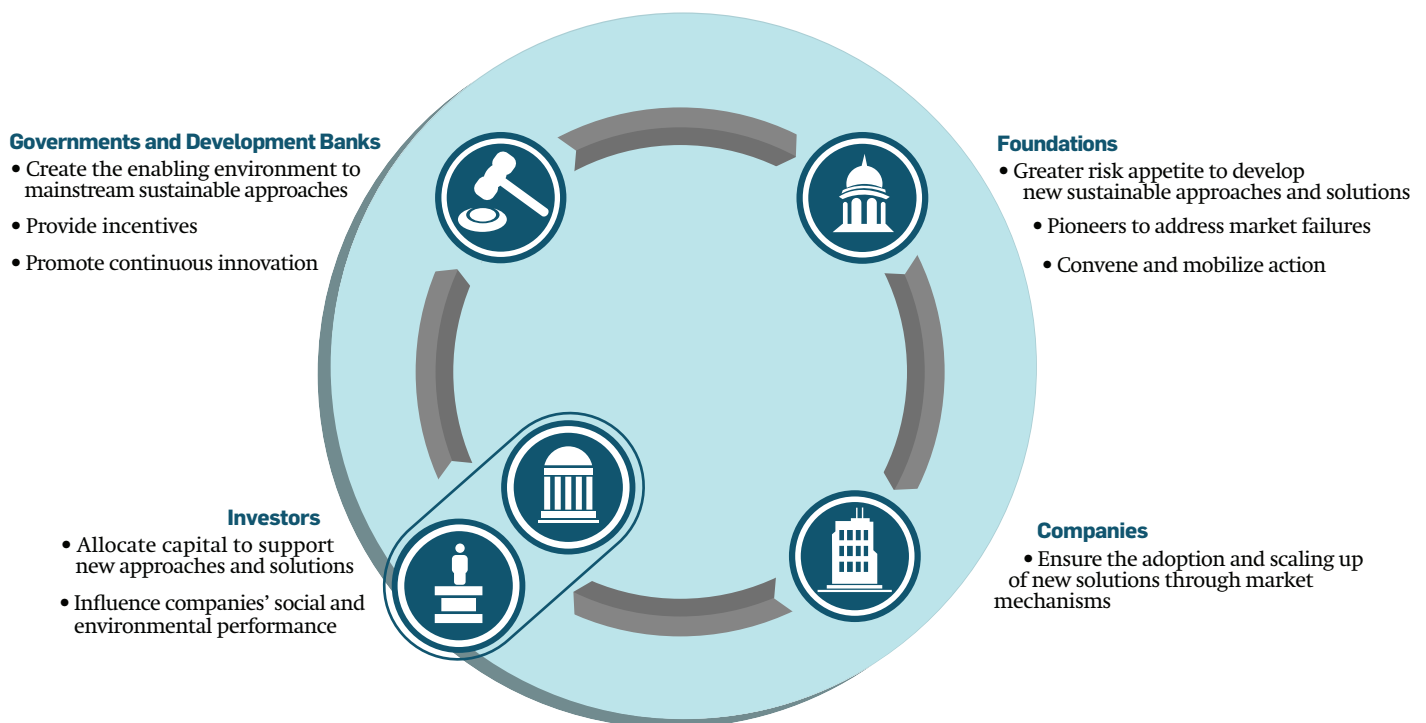 Governments and Development Banks
• Create the enabling environment to
mainstream sustainable approaches
• Provide incentives
• Promote continuous innovation
Foundations
• Greater risk appetite to develop
new sustainable approaches and solutions
• Pioneers to address market failures
• Convene and mobilize action
Investors
• Allocate capital to support
new approaches and solutions
• Influence companies’ social and
environmental performance
Companies
• Ensure the adoption and scaling up
of new solutions through market
mechanisms